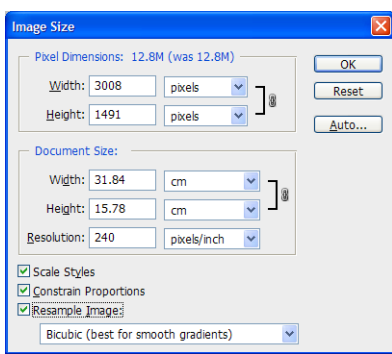 Image Size
Pixel Dimensions: 12.8M (was 12.8M)
Width: 3008 pixels
Height: 1491 pixels
OK
Reset
Auto...
Document Size:
Width: 31.84 cm
Height: 15.78 cm
Resolution: 240 pixels/inch
Scale Styles
Constrain Proportions
Resample Image:
Bicubic (best for smooth gradients)